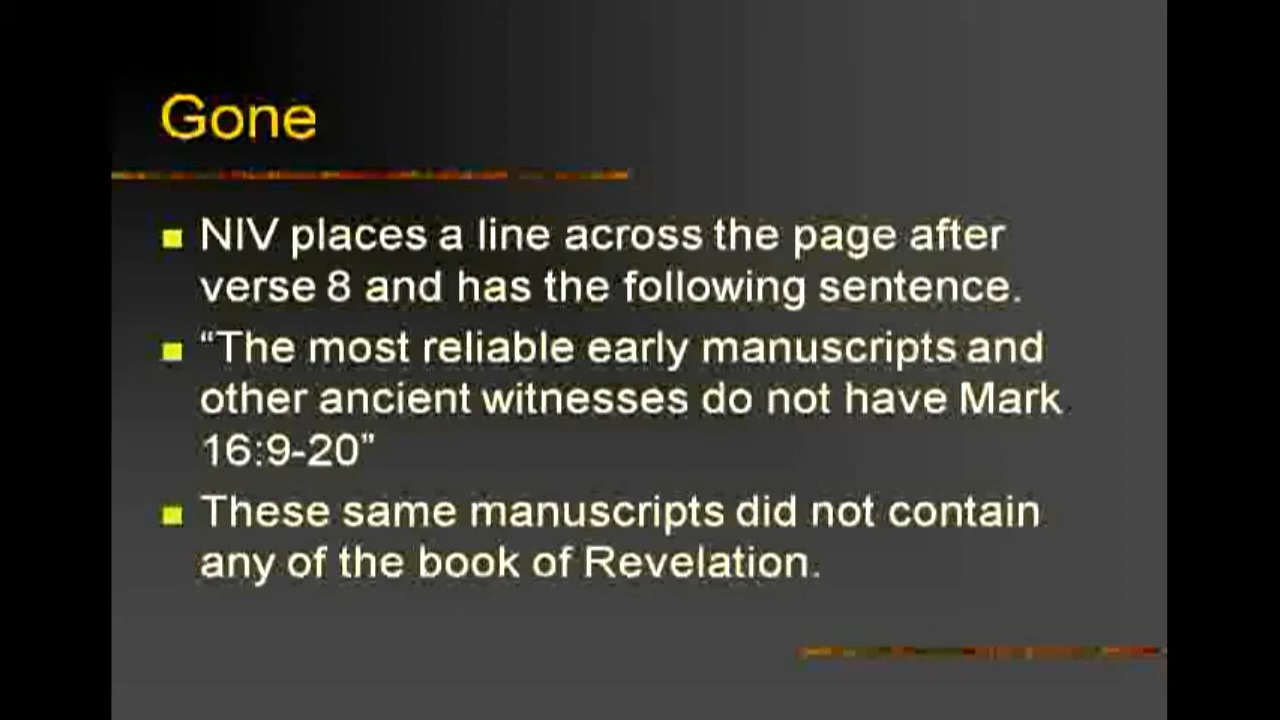 Gone
NIV places a line across the page after
verse 8 and has the following sentence.
“The most reliable early manuscripts and
other ancient witnesses do not have Mark
16:9-20”
These same manuscripts did not contain
any of the book of Revelation.